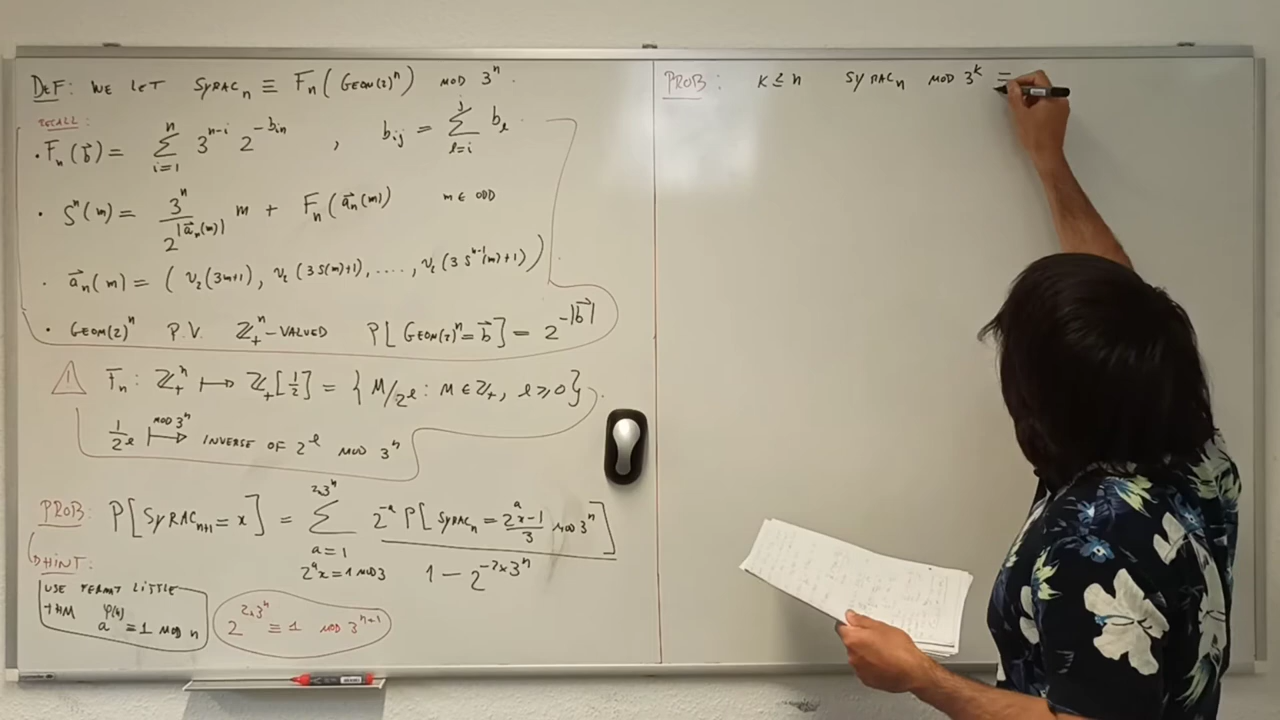 DEF: WE LET SYRAC_n ≡ F_n(GEOM(2)^n) MOD 3^n.
RECALL:
· F_n(b⃗) = ∑_{i=1}^{n} 3^{n-i} 2^{-b_{in}} , b_{ij} = ∑_{l=i}^{j} b_l.
· S^n(m) = 3^n / 2^{|a⃗_n(m)|} m + F_n(a⃗_n(m)) m ∈ ODD
· a⃗_n(m) = (ν_2(3m+1), ν_2(3S(m)+1), ...., ν_2(3S^{n-1}(m)+1))
· GEOM(2)^n P.V. ℤ_+^n-VALUED P[GEOM(2)^n = b⃗] = 2^{-|b⃗|}
! F_n: ℤ_+^n ↦ ℤ_+[1/2] = {M/2^l : M ∈ ℤ_+, l ≥ 0}.
1/2^l ↦ MOD 3^n INVERSE OF 2^l MOD 3^n
PROB: P[SYRAC_{n+1} = x] = ∑_{a=1, 2^a x = 1 MOD 3}^{2×3^n} 2^{-a} P[SYRAC_n = (2^a x - 1)/3 MOD 3^n] / 1 - 2^{-2×3^n}
HINT:
USE FERMAT LITTLE
THM a^{φ(n)} ≡ 1 MOD n
2^{2×3^n} ≡ 1 MOD 3^{n+1}
PROB: K ≤ n SYRAC_n MOD 3^K =